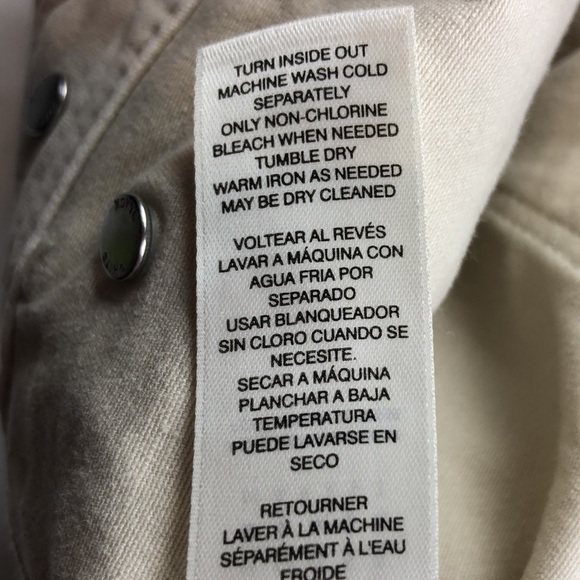 TURN INSIDE OUT
MACHINE WASH COLD
SEPARATELY
ONLY NON-CHLORINE
BLEACH WHEN NEEDED
TUMBLE DRY
WARM IRON AS NEEDED
MAY BE DRY CLEANED
VOLTEAR AL REVÉS
LAVAR A MÁQUINA CON
AGUA FRIA POR
SEPARADO
USAR BLANQUEADOR
SIN CLORO CUANDO SE
NECESITE.
SECAR A MÁQUINA
PLANCHAR A BAJA
TEMPERATURA
PUEDE LAVARSE EN
SECO
RETOURNER
LAVER À LA MACHINE
SÉPARÉMENT À L'EAU
FROIDE